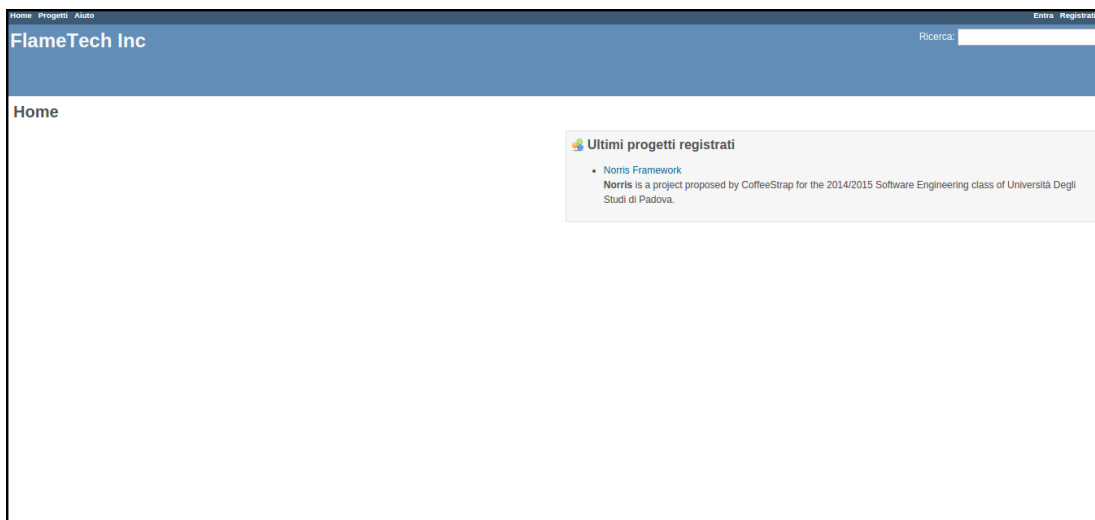 Home Progetti Aiuto
Entra Registrati
FlameTech Inc
Ricerca:
Home
Ultimi progetti registrati
Norris Framework
Norris is a project proposed by CoffeeStrap for the 2014/2015 Software Engineering class of Università Degli
Studi di Padova.